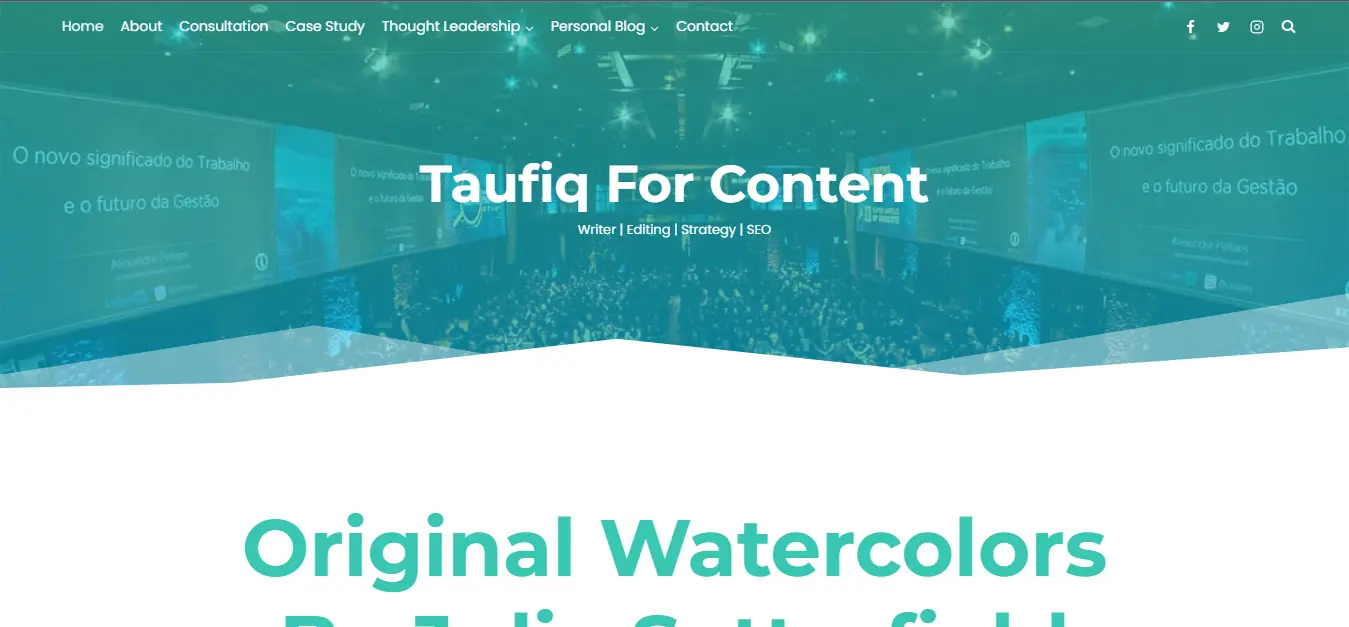 Home About Consultation Case Study Thought Leadership Personal Blog Contact
O novo significado do Trabalho
e o futuro da Gestão
O novo significado do Trabalho
e o futuro da Gestão
Taufiq For Content
Writer | Editing | Strategy | SEO
Original Watercolors